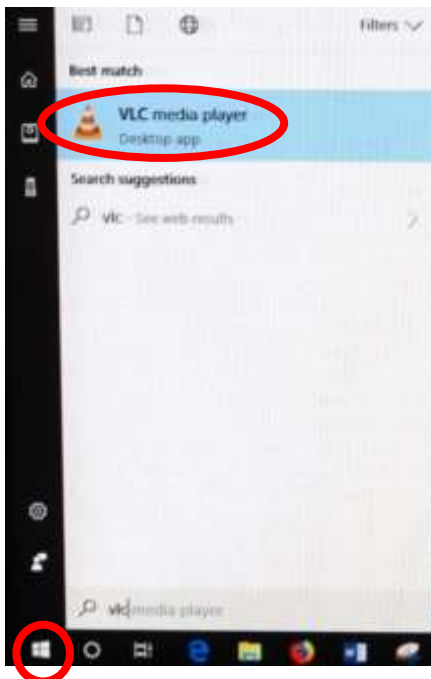 Filters
Best match
VLC media player
Desktop app
Search suggestions
vlc - See web results
vlc media player